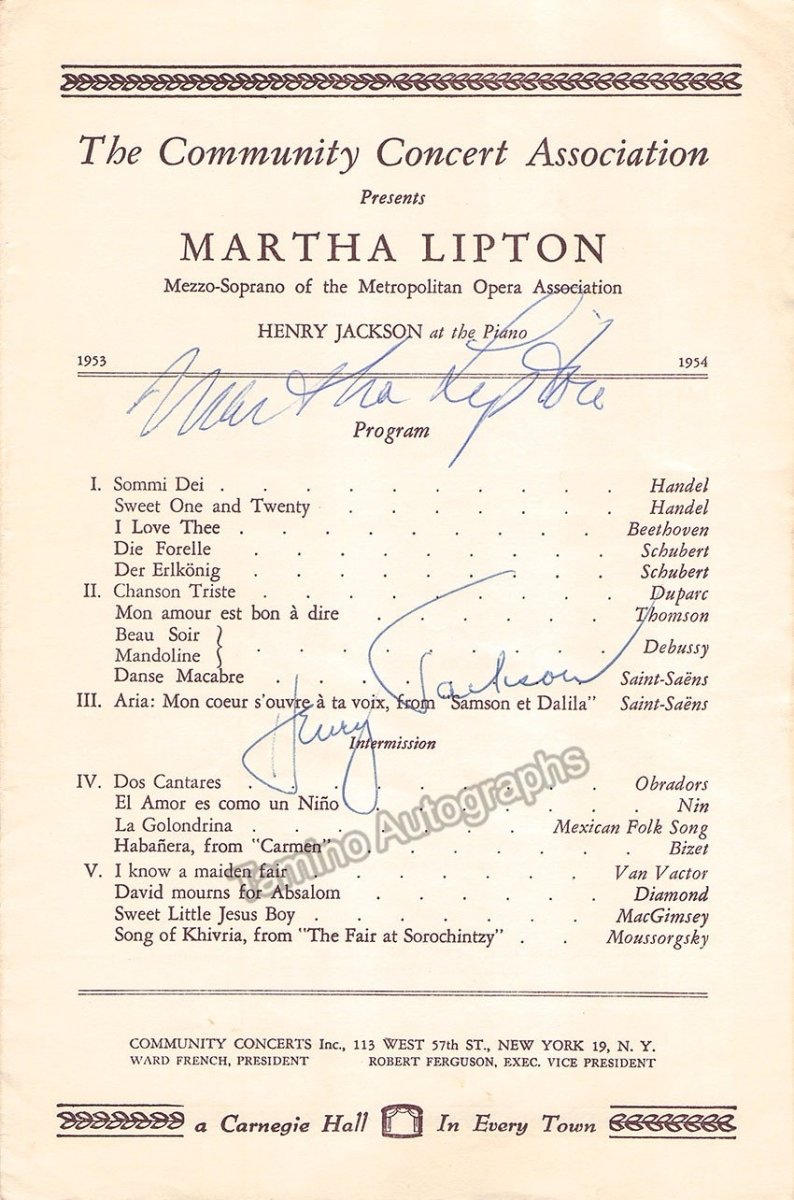 The Community Concert Association
Presents
MARTHA LIPTON
Mezzo-Soprano of the Metropolitan Opera Association
HENRY JACKSON at the Piano
1953 1954
Martha Lipton
Program
I. Sommi Dei . . . . . . . . . . Handel
Sweet One and Twenty . . . . . . . Handel
I Love Thee . . . . . . . . . Beethoven
Die Forelle . . . . . . . . . Schubert
Der Erlkönig . . . . . . . . . Schubert
II. Chanson Triste . . . . . . . . . Duparc
Mon amour est bon à dire . . . . . . . Thomson
Beau Soir }
Mandoline } . . . . . . . . . Debussy
Danse Macabre . . . . . . . . Saint-Saëns
III. Aria: Mon coeur s'ouvre à ta voix, from "Samson et Dalila" Saint-Saëns
Henry Jackson
Intermission
IV. Dos Cantares . . . . . . . . . Obradors
El Amor es como un Niño . . . . . . . Nin
La Golondrina . . . . . . . Mexican Folk Song
Habañera, from "Carmen" . . . . . . . Bizet
V. I know a maiden fair . . . . . . . Van Vactor
David mourns for Absalom . . . . . . Diamond
Sweet Little Jesus Boy . . . . . . . MacGimsey
Song of Khivria, from "The Fair at Sorochintzy" . . Moussorgsky
Tamino Autographs
COMMUNITY CONCERTS Inc., 113 WEST 57th ST., NEW YORK 19, N. Y.
WARD FRENCH, PRESIDENT ROBERT FERGUSON, EXEC. VICE PRESIDENT
a Carnegie Hall In Every Town